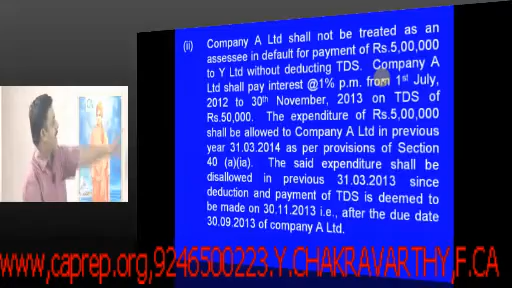 (ii) Company A Ltd shall not be treated as an
assessee in default for payment of Rs.5,00,000
to Y Ltd without deducting TDS. Company A
Ltd shall pay interest @1% p.m. from 1st July,
2012 to 30th November, 2013 on TDS of
Rs.50,000. The expenditure of Rs.5,00,000
shall be allowed to Company A Ltd in previous
year 31.03.2014 as per provisions of Section
40 (a)(ia). The said expenditure shall be
disallowed in previous 31.03.2013 since
deduction and payment of TDS is deemed to
be made on 30.11.2013 i.e., after the due date
30.09.2013 of company A Ltd.
www,caprep.org,9246500223.Y.CHAKRAVARTHY,F.CA